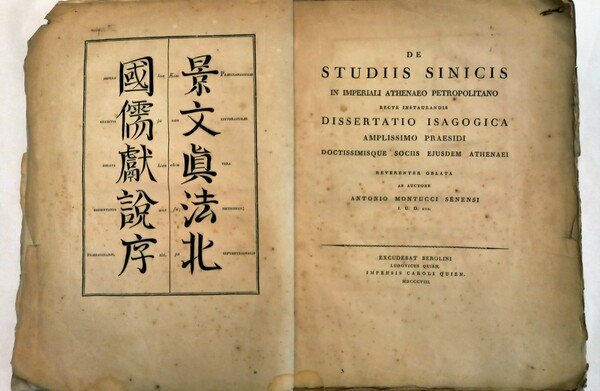 景文眞法北
國儒獻說序
VERA
DE
STUDIIS SINICIS
IN IMPERIALI ATHENAEO PETROPOLITANO
RECTE INSTAURANDIS
DISSERTATIO ISAGOGICA
AMPLISSIMO PRAESIDI
DOCTISSIMISQUE SOCIIS EJUSDEM ATHENAEI
REVERENTER OBLATA
AB AUCTORE
ANTONIO MONTUCCI SENENSI
I. U. D. etc.
EXCUDEBAT BEROLINI
LUDOVICUS QUIEN,
IMPENSIS CAROLI QUIEN.
MDCCCVIII.